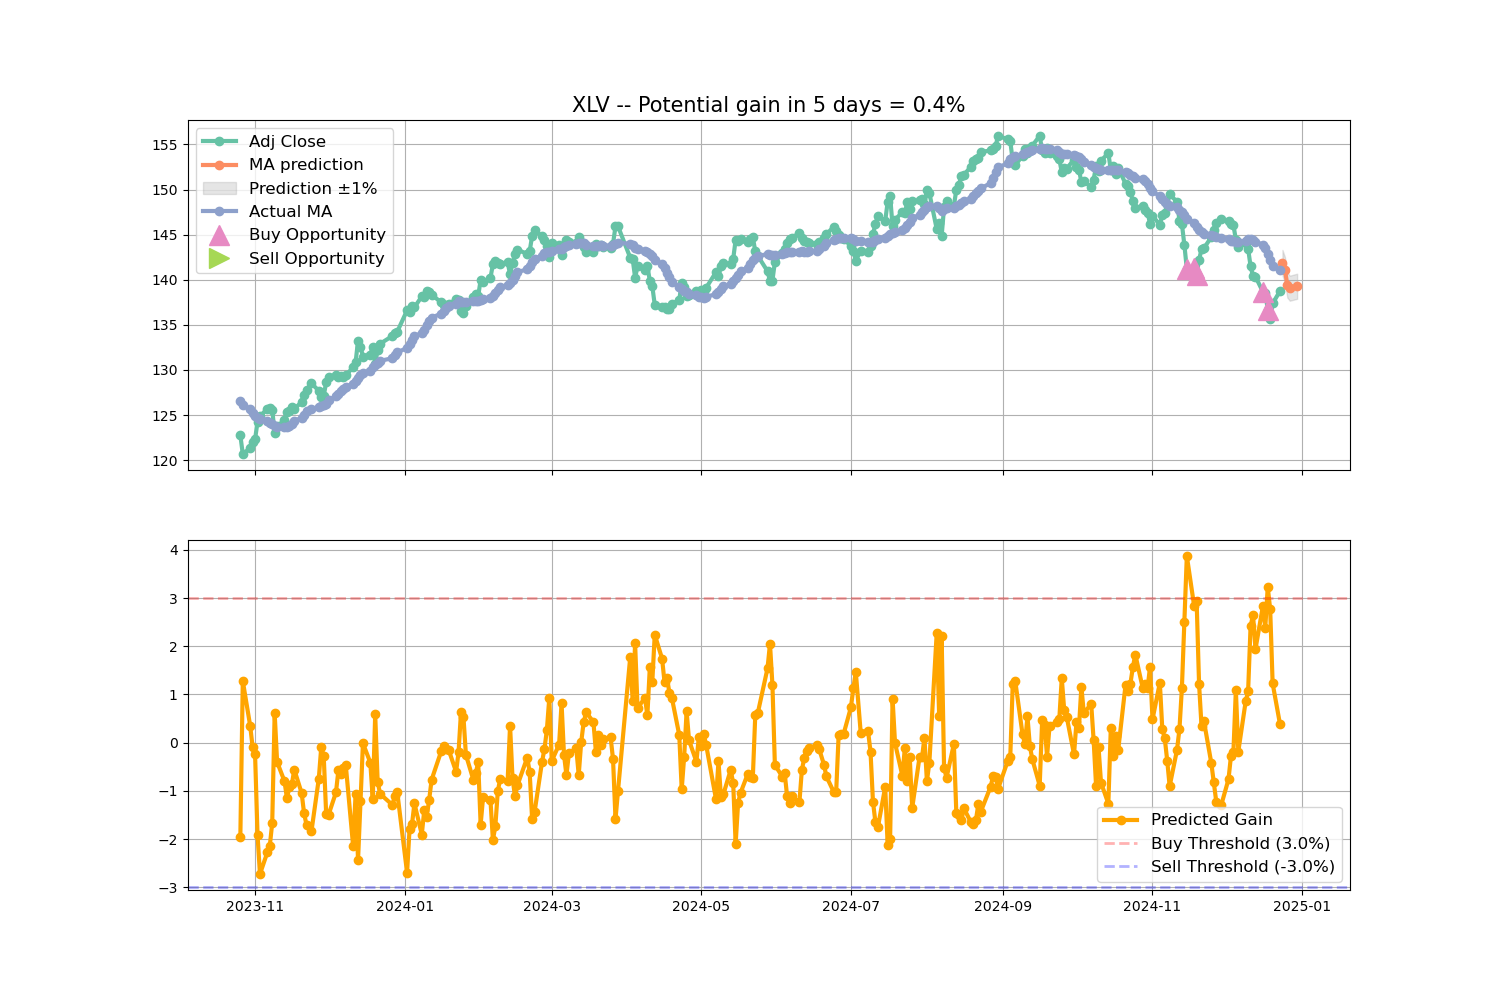 XLV -- Potential gain in 5 days = 0.4%
155
150
145
140
135
130
125
120
Adj Close
MA prediction
Prediction ±1%
Actual MA
Buy Opportunity
Sell Opportunity
4
3
2
1
0
−1
−2
−3
Predicted Gain
Buy Threshold (3.0%)
Sell Threshold (-3.0%)
2023-11 2024-01 2024-03 2024-05 2024-07 2024-09 2024-11 2025-01